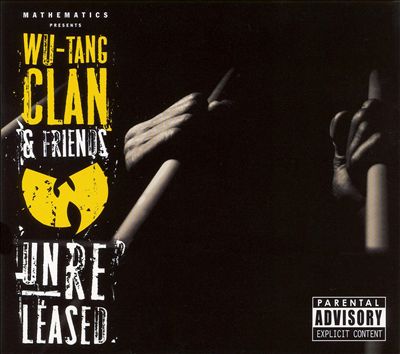 MATHEMATICS
PRESENTS
WU-TANG
CLAN
& FRIENDS
UNRE
LEASED.
PARENTAL
ADVISORY
EXPLICIT CONTENT